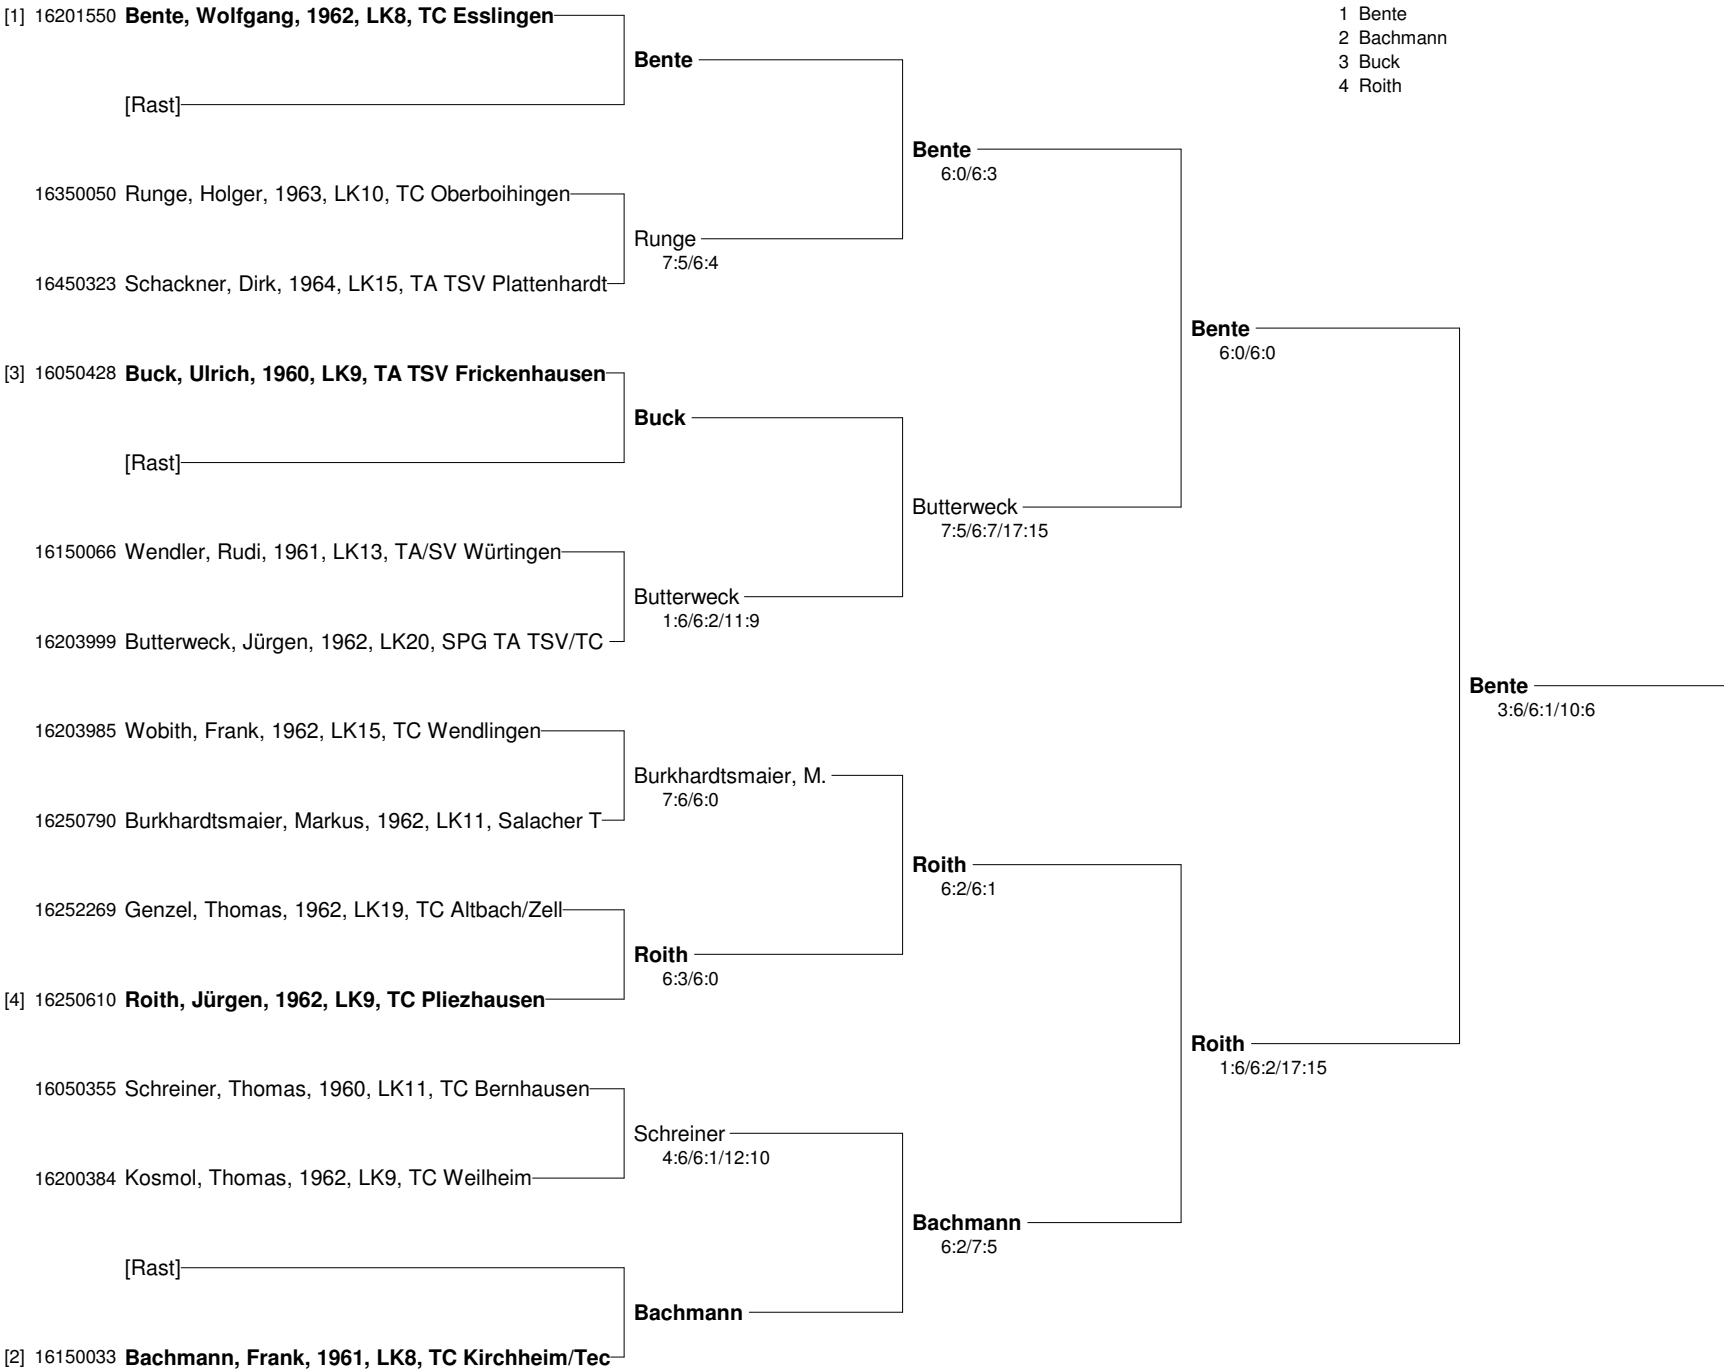 [1] 16201550 Bente, Wolfgang, 1962, LK8, TC Esslingen
1 Bente
2 Bachmann
3 Buck
4 Roith
Bente
[Rast]
Bente
6:0/6:3
16350050 Runge, Holger, 1963, LK10, TC Oberboihingen
Runge
7:5/6:4
16450323 Schackner, Dirk, 1964, LK15, TA TSV Plattenhardt
Bente
6:0/6:0
[3] 16050428 Buck, Ulrich, 1960, LK9, TA TSV Frickenhausen
Buck
[Rast]
Butterweck
7:5/6:7/17:15
16150066 Wendler, Rudi, 1961, LK13, TA/SV Würtingen
Butterweck
1:6/6:2/11:9
16203999 Butterweck, Jürgen, 1962, LK20, SPG TA TSV/TC
Bente
3:6/6:1/10:6
16203985 Wobith, Frank, 1962, LK15, TC Wendlingen
Burkhardtsmaier, M.
7:6/6:0
16250790 Burkhardtsmaier, Markus, 1962, LK11, Salacher T
Roith
6:2/6:1
16252269 Genzel, Thomas, 1962, LK19, TC Altbach/Zell
Roith
6:3/6:0
[4] 16250610 Roith, Jürgen, 1962, LK9, TC Pliezhausen
Roith
1:6/6:2/17:15
16050355 Schreiner, Thomas, 1960, LK11, TC Bernhausen
Schreiner
4:6/6:1/12:10
16200384 Kosmol, Thomas, 1962, LK9, TC Weilheim
Bachmann
6:2/7:5
[Rast]
Bachmann
[2] 16150033 Bachmann, Frank, 1961, LK8, TC Kirchheim/Tec